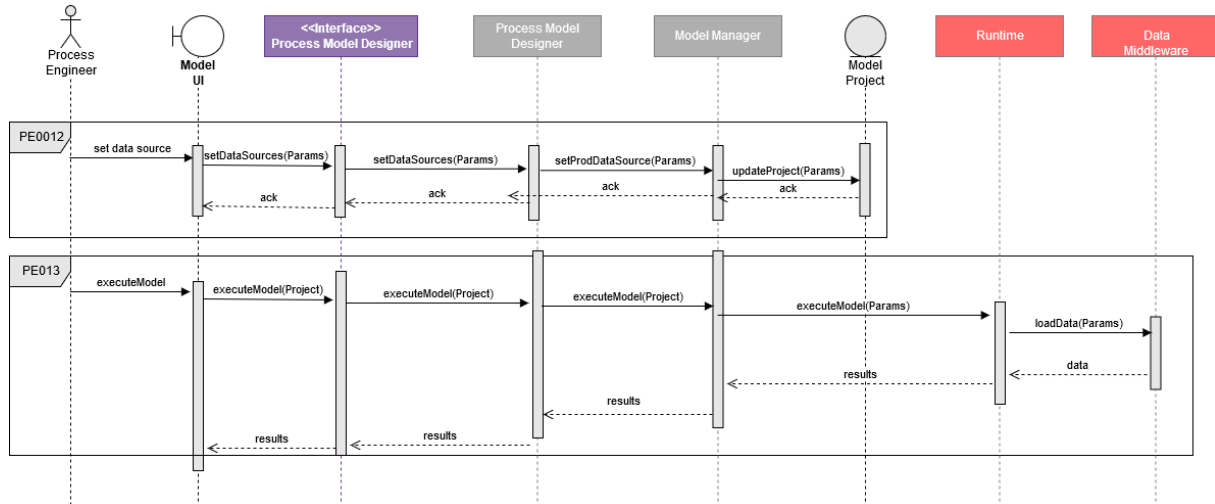 Process
Engineer
Model
UI
<<Interface>>
Process Model Designer
Process Model
Designer
Model Manager
Model
Project
Runtime
Data
Middleware
PE0012
set data source
setDataSources(Params)
setDataSources(Params)
setProdDataSource(Params)
updateProject(Params)
ack
ack
ack
ack
PE013
executeModel
executeModel(Project)
executeModel(Project)
executeModel(Project)
executeModel(Params)
loadData(Params)
data
results
results
results
results